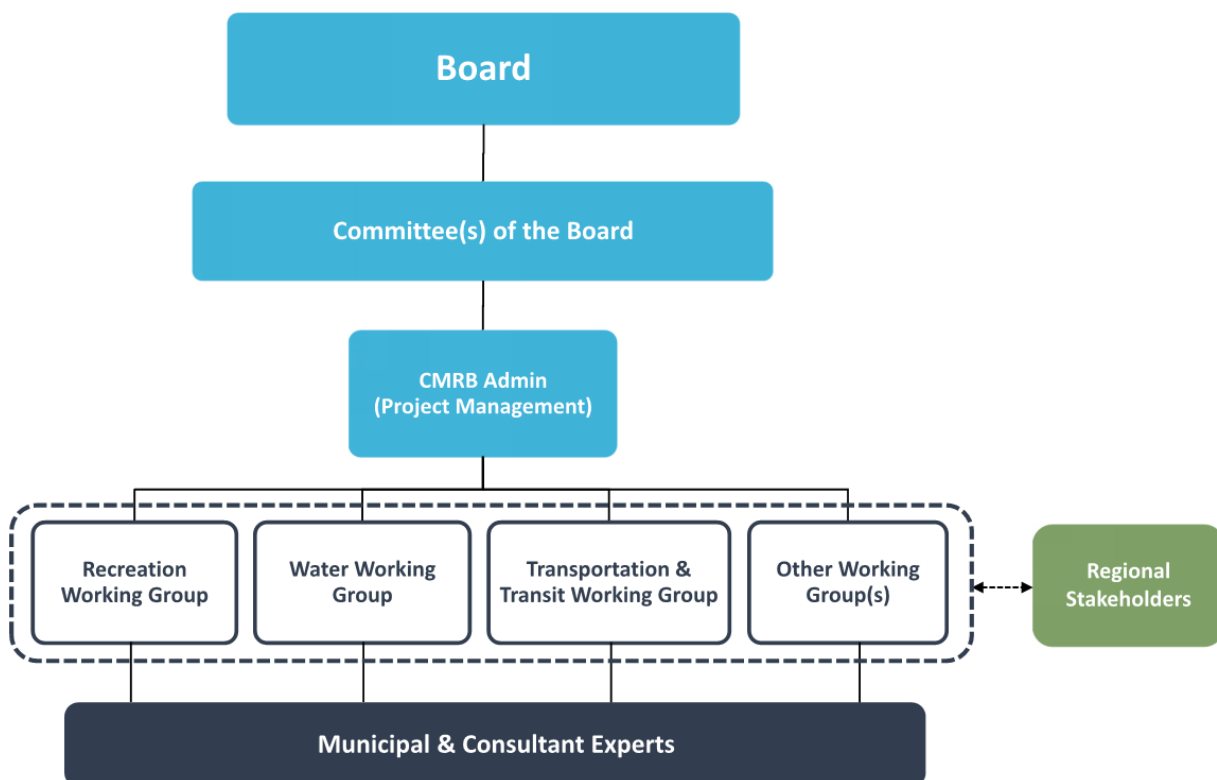 Board
Committee(s) of the Board
CMRB Admin
(Project Management)
Recreation
Working Group
Water Working
Group
Transportation &
Transit Working Group
Other Working
Group(s)
Regional
Stakeholders
Municipal & Consultant Experts